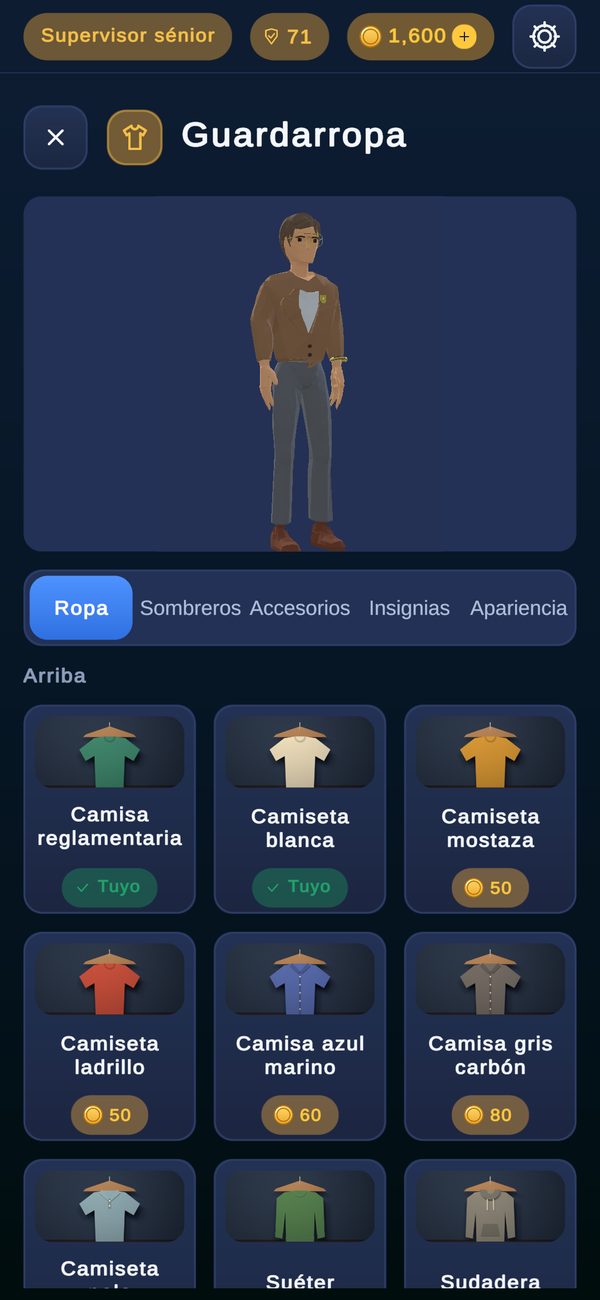 Supervisor sénior
71
1,600 +
Guardarropa
Ropa Sombreros Accesorios Insignias Apariencia
Arriba
Camisa
reglamentaria
Tuyo
Camiseta
blanca
Tuyo
Camiseta
mostaza
50
Camiseta
ladrillo
50
Camisa azul
marino
60
Camisa gris
carbón
80
Camiseta
Suéter
Sudadera